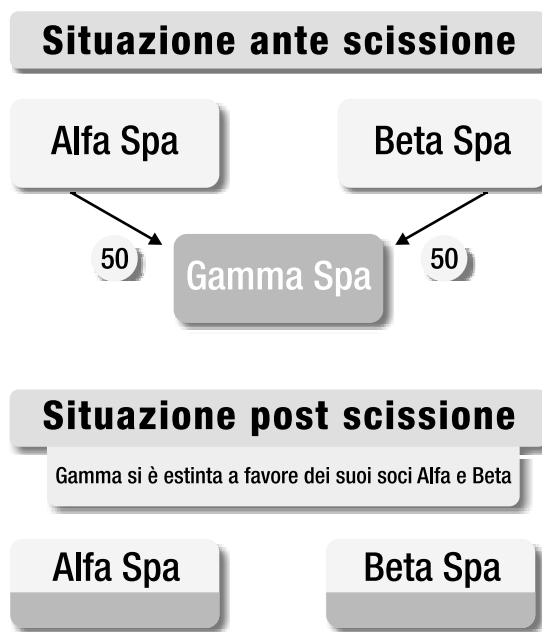 Situazione ante scissione
Alfa Spa
Beta Spa
50
50
Gamma Spa
Situazione post scissione
Gamma si è estinta a favore dei suoi soci Alfa e Beta
Alfa Spa
Beta Spa